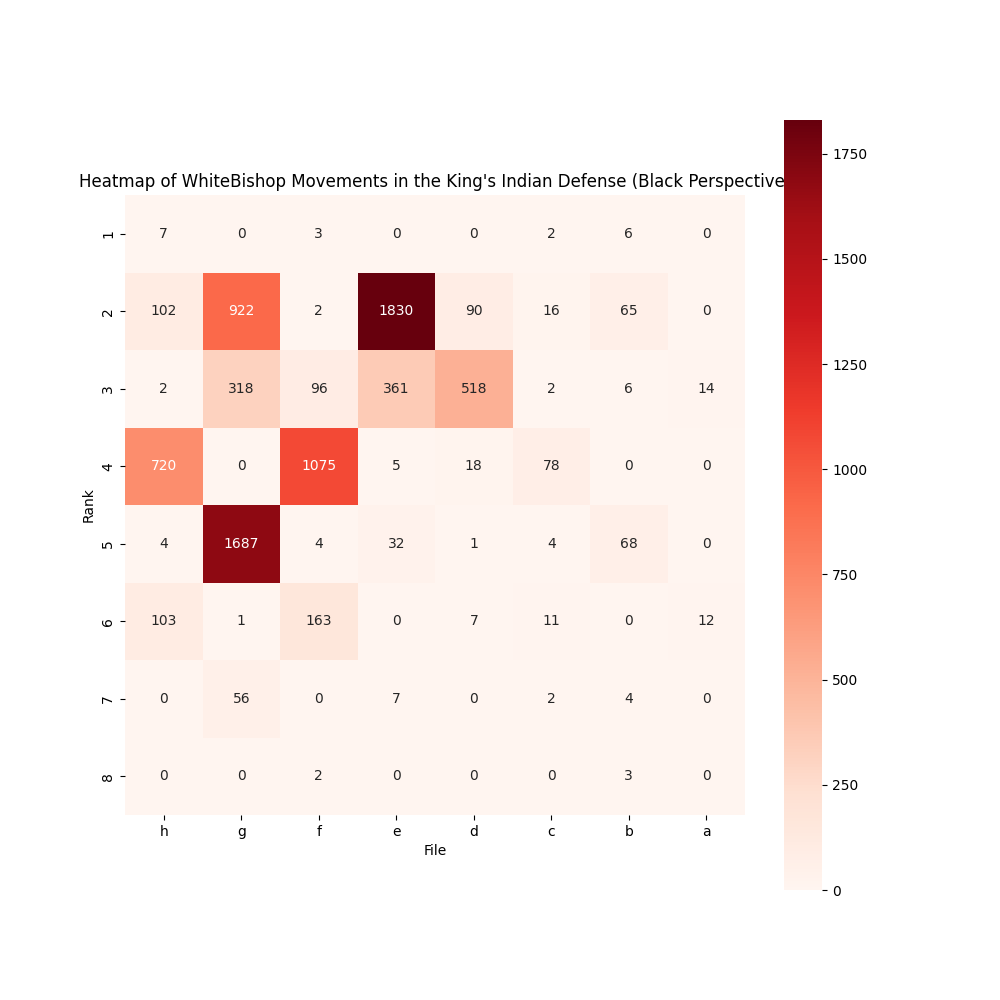 Heatmap of WhiteBishop Movements in the King's Indian Defense (Black Perspective
1 7 0 3 0 0 2 6 0
2 102 922 2 1830 90 16 65 0
3 2 318 96 361 518 2 6 14
4 720 0 1075 5 18 78 0 0
5 4 1687 4 32 1 4 68 0
6 103 1 163 0 7 11 0 12
7 0 56 0 7 0 2 4 0
8 0 0 2 0 0 0 3 0
h g f e d c b a
File
Rank
1750
1500
1250
1000
750
500
250
0